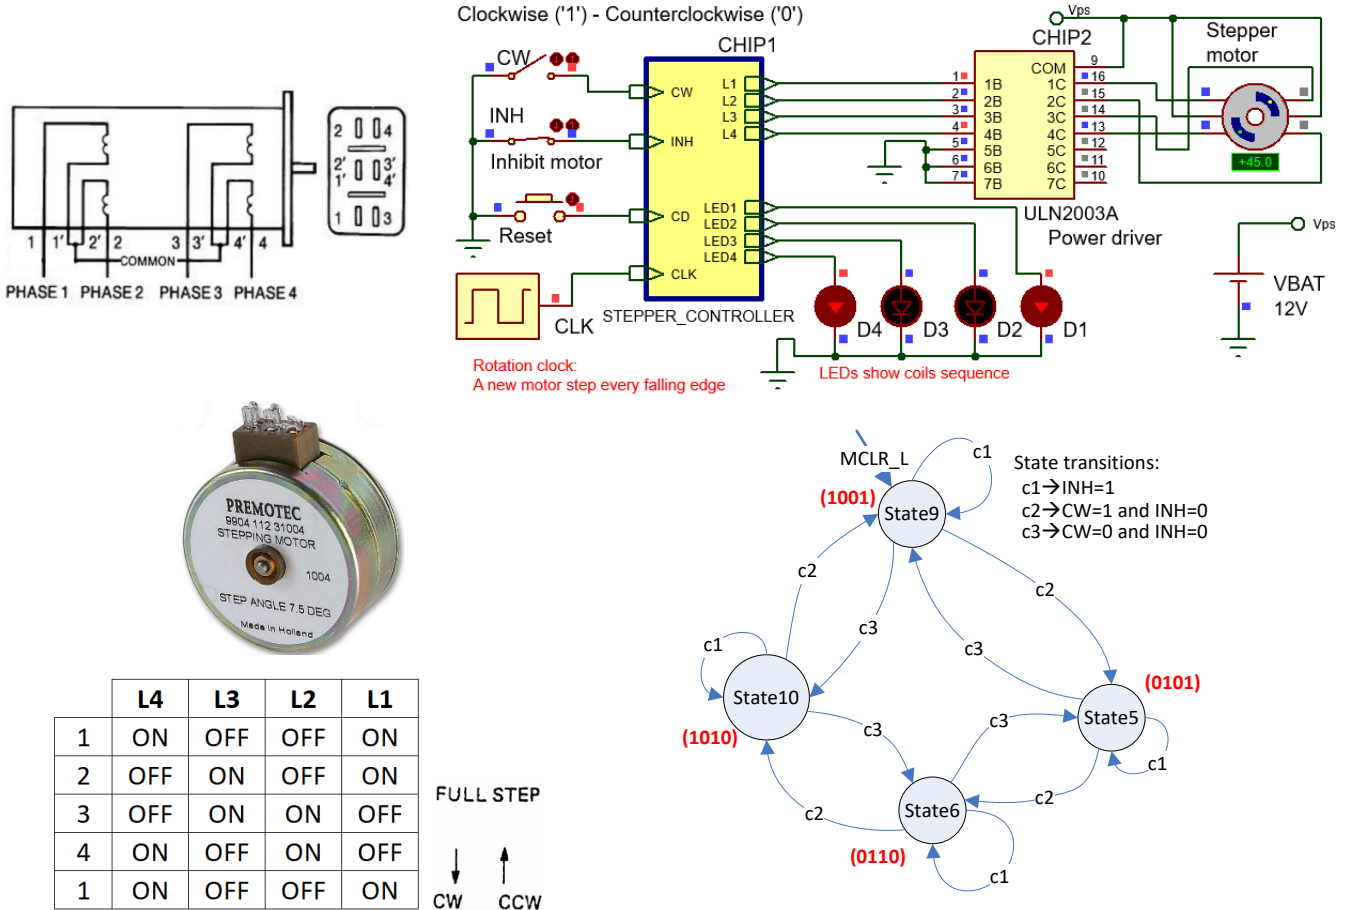 Clockwise ('1') - Counterclockwise ('0')
CW
INH
Inhibit motor
Reset
CLK
Rotation clock:
A new motor step every falling edge
CHIP1
CW
INH
CD
CLK
L1
L2
L3
L4
LED1
LED2
LED3
LED4
STEPPER_CONTROLLER
D4
D3
D2
D1
LEDs show coils sequence
CHIP2
1 1B
2 2B
3 3B
4 4B
5 5B
6 6B
7 7B
COM 9
1C 16
2C 15
3C 14
4C 13
5C 12
6C 11
7C 10
ULN2003A
Power driver
Vps
Stepper
motor
+45.0
Vps
VBAT
12V
2 4
2' 3'
1' 4'
1 3
1 1' 2' 2 3 3' 4' 4
COMMON
PHASE 1 PHASE 2 PHASE 3 PHASE 4
PREMOTEC
9904 112 31004
STEPPING MOTOR
1004
STEP ANGLE 7.5 DEG
Made in Holland
L4 L3 L2 L1
1 ON OFF OFF ON
2 OFF ON OFF ON
3 OFF ON ON OFF
4 ON OFF ON OFF
1 ON OFF OFF ON
FULL STEP
CW CCW
MCLR_L
c1
State transitions:
c1→INH=1
c2→CW=1 and INH=0
c3→CW=0 and INH=0
(1001)
State9
c2
c2
c3
c3
c1
State10
(1010)
(0101)
State5
c1
c3
c3
c2
c2
State6
(0110)
c1